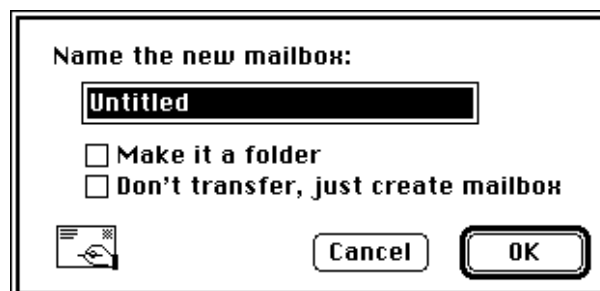 Name the new mailbox:
Untitled
Make it a folder
Don't transfer, just create mailbox
Cancel OK